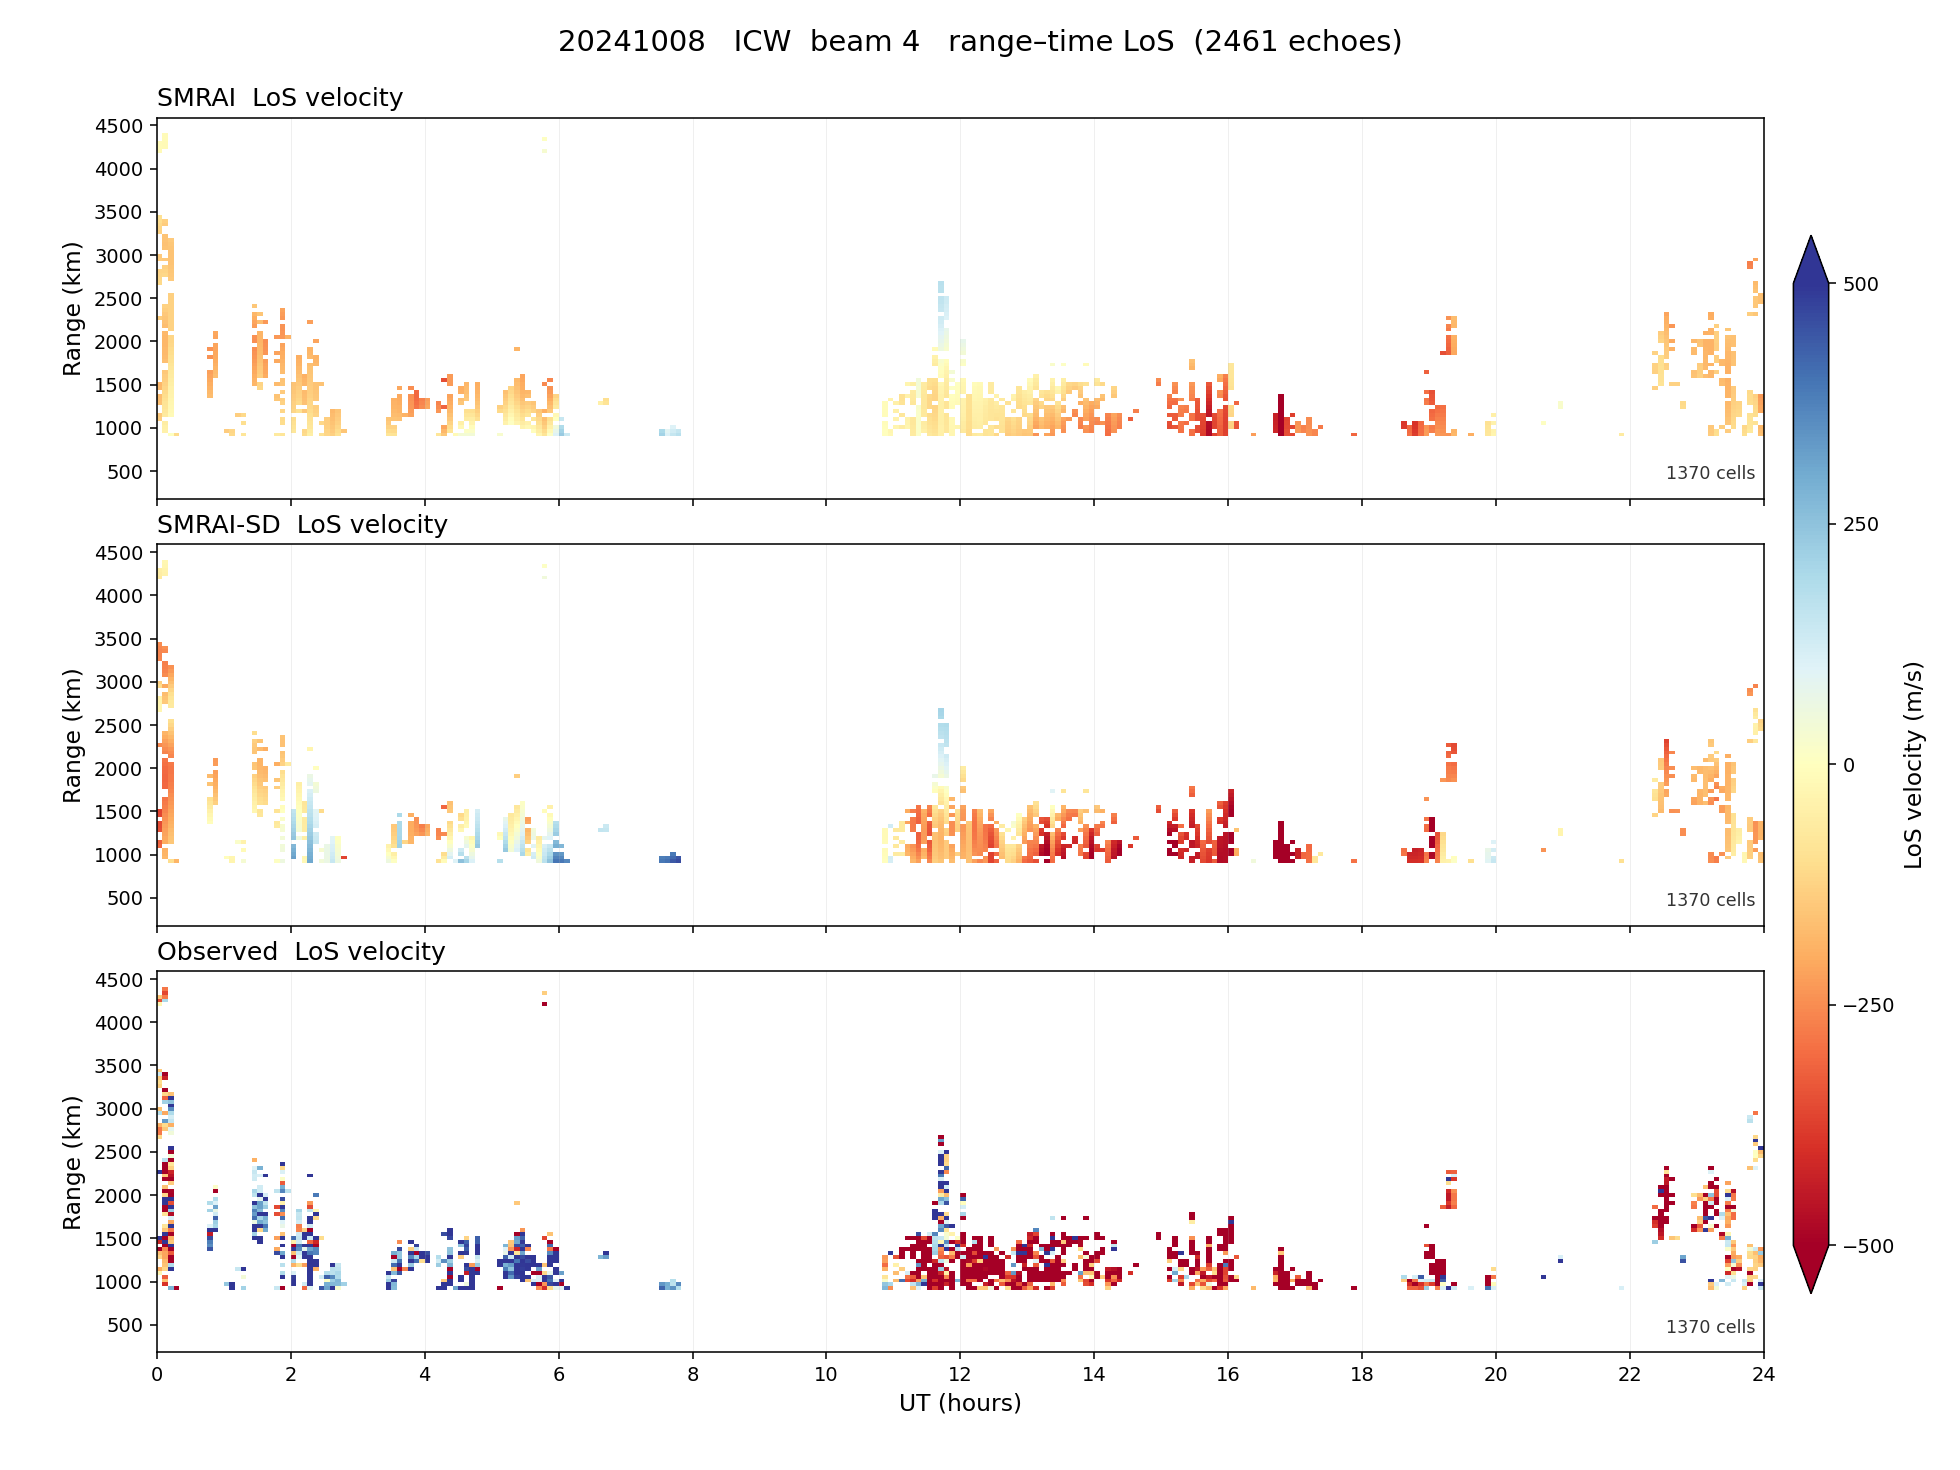 20241008   ICW  beam 4   range–time LoS  (2461 echoes)
SMRAI  LoS velocity
4500
4000
3500
3000
2500
2000
1500
1000
500
Range (km)
1370 cells
SMRAI-SD  LoS velocity
4500
4000
3500
3000
2500
2000
1500
1000
500
Range (km)
1370 cells
Observed  LoS velocity
4500
4000
3500
3000
2500
2000
1500
1000
500
Range (km)
1370 cells
0 2 4 6 8 10 12 14 16 18 20 22 24
UT (hours)
500
250
0
−250
−500
LoS velocity (m/s)